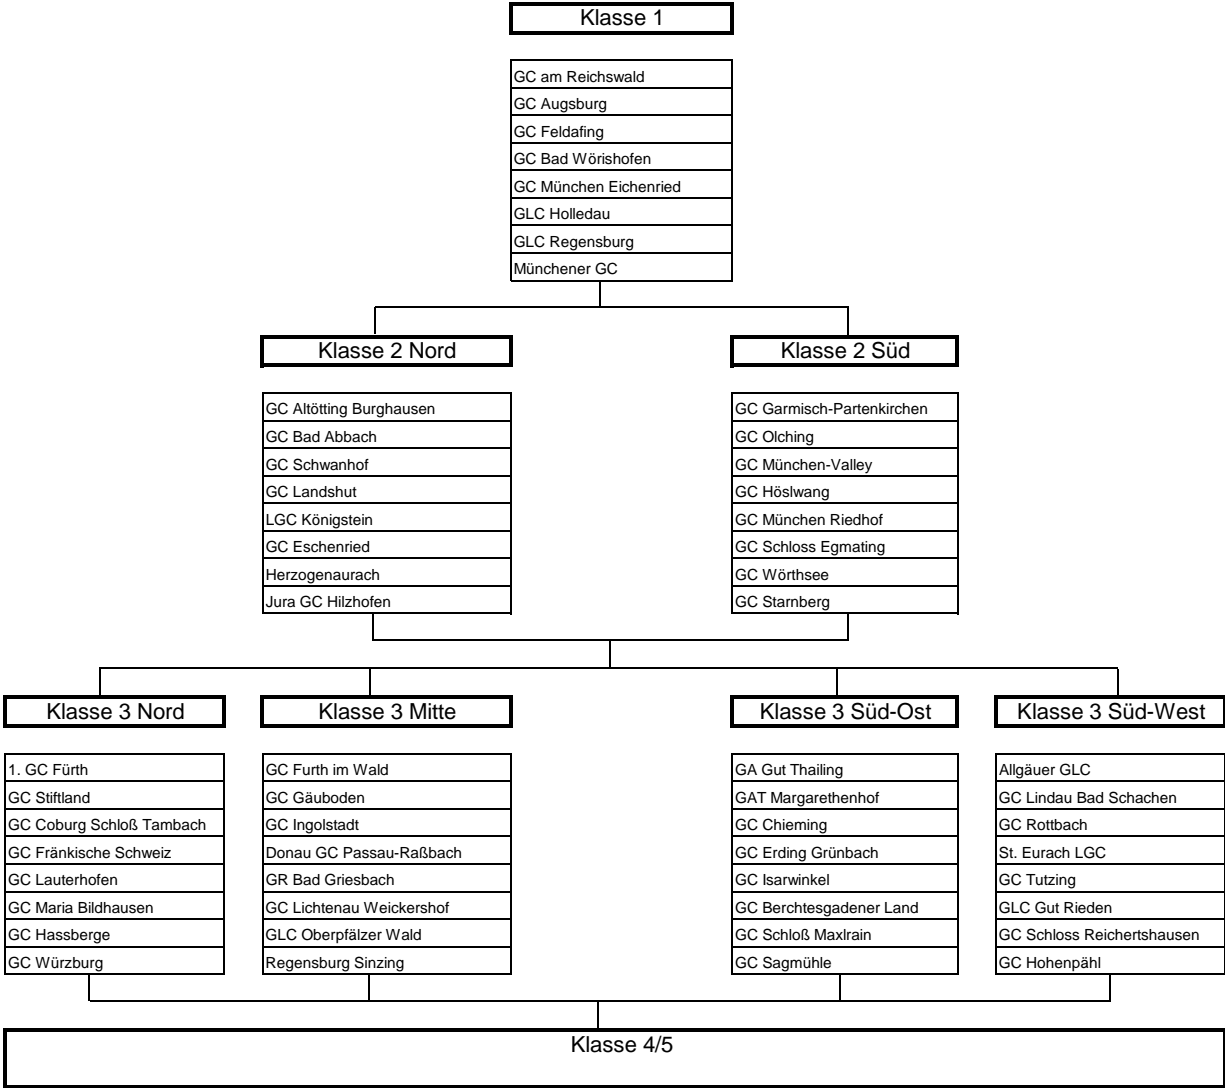 Klasse 1
GC am Reichswald
GC Augsburg
GC Feldafing
GC Bad Wörishofen
GC München Eichenried
GLC Holledau
GLC Regensburg
Münchener GC
Klasse 2 Nord
GC Altötting Burghausen
GC Bad Abbach
GC Schwanhof
GC Landshut
LGC Königstein
GC Eschenried
Herzogenaurach
Jura GC Hilzhofen
Klasse 2 Süd
GC Garmisch-Partenkirchen
GC Olching
GC München-Valley
GC Höslwang
GC München Riedhof
GC Schloss Egmating
GC Wörthsee
GC Starnberg
Klasse 3 Nord
1. GC Fürth
GC Stiftland
GC Coburg Schloß Tambach
GC Fränkische Schweiz
GC Lauterhofen
GC Maria Bildhausen
GC Hassberge
GC Würzburg
Klasse 3 Mitte
GC Furth im Wald
GC Gäuboden
GC Ingolstadt
Donau GC Passau-Raßbach
GR Bad Griesbach
GC Lichtenau Weickershof
GLC Oberpfälzer Wald
Regensburg Sinzing
Klasse 3 Süd-Ost
GA Gut Thailing
GAT Margarethenhof
GC Chieming
GC Erding Grünbach
GC Isarwinkel
GC Berchtesgadener Land
GC Schloß Maxlrain
GC Sagmühle
Klasse 3 Süd-West
Allgäuer GLC
GC Lindau Bad Schachen
GC Rottbach
St. Eurach LGC
GC Tutzing
GLC Gut Rieden
GC Schloss Reichertshausen
GC Hohenpähl
Klasse 4/5